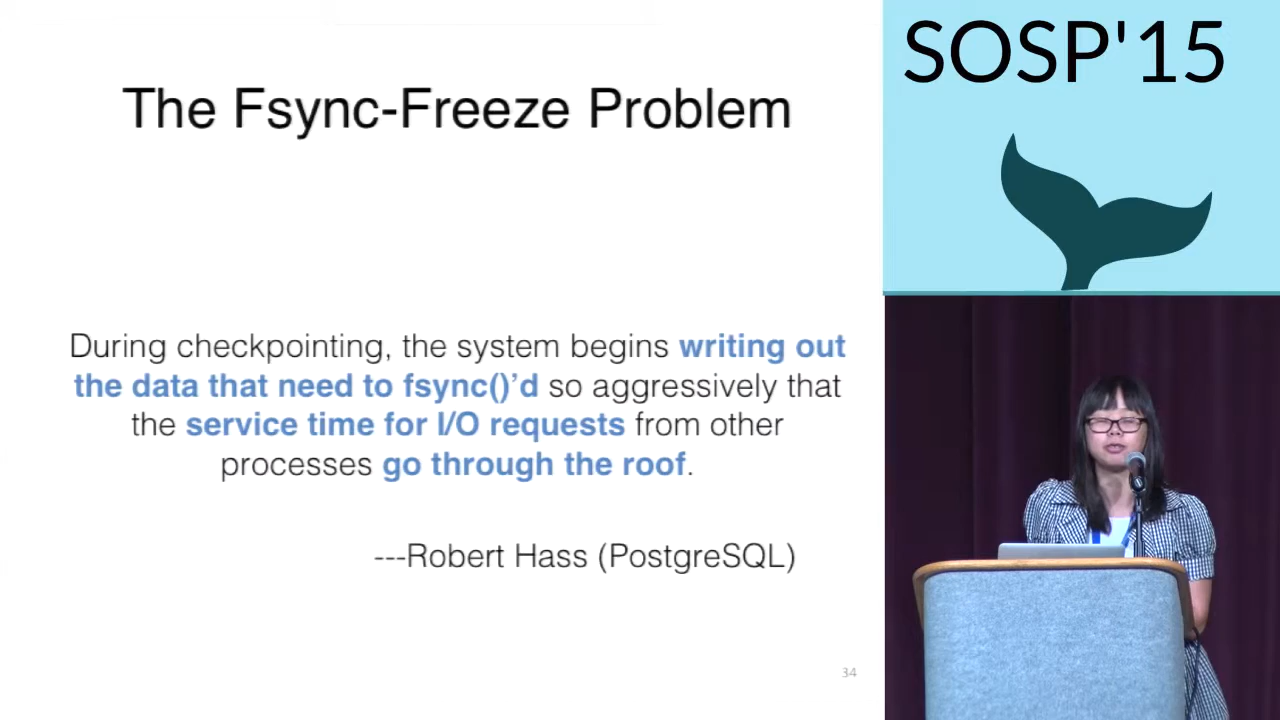 The Fsync-Freeze Problem
During checkpointing, the system begins writing out
the data that need to fsync()’d so aggressively that
the service time for I/O requests from other
processes go through the roof.
---Robert Hass (PostgreSQL)
34
SOSP'15